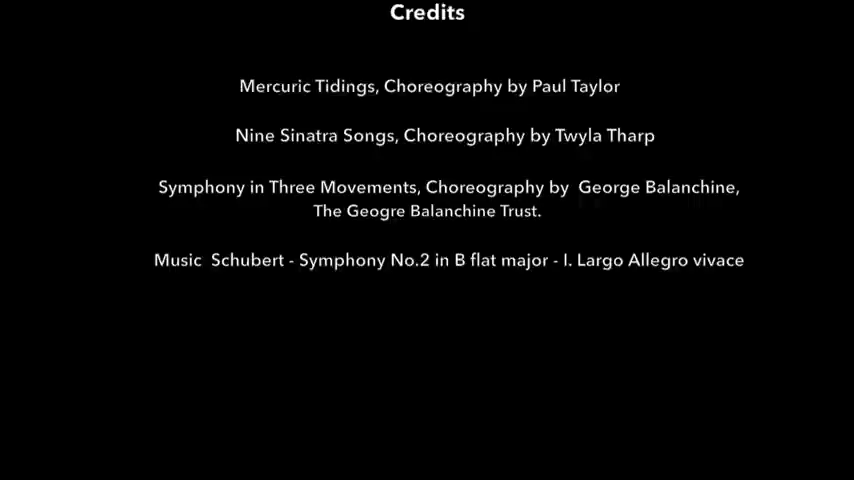 Credits
Mercuric Tidings, Choreography by Paul Taylor
Nine Sinatra Songs, Choreography by Twyla Tharp
Symphony in Three Movements, Choreography by  George Balanchine,
The Geogre Balanchine Trust.
Music  Schubert - Symphony No.2 in B flat major - I. Largo Allegro vivace